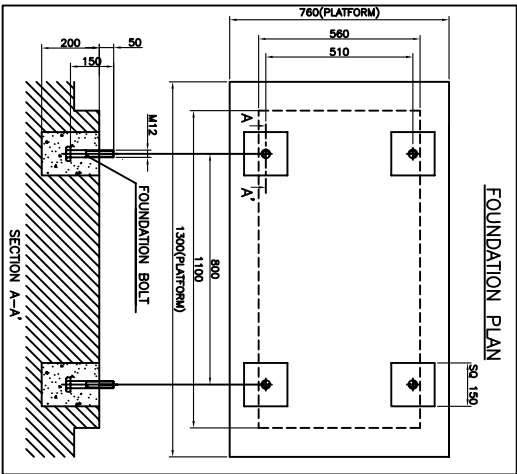 760(PLATFORM)
560
510
200
50
150
M12
FOUNDATION BOLT
SECTION A-A'
A
A'
800
1100
1300(PLATFORM)
FOUNDATION PLAN
SQ 150